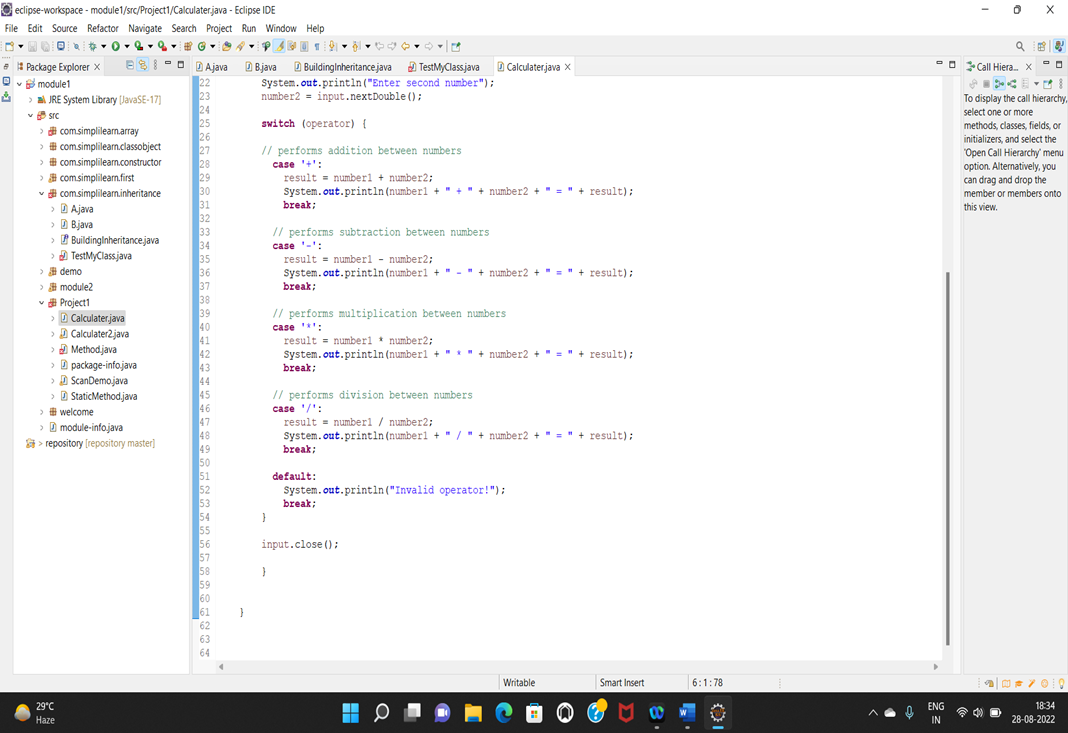 eclipse-workspace - module1/src/Project1/Calculater.java - Eclipse IDE
File Edit Source Refactor Navigate Search Project Run Window Help
Package Explorer
module1
JRE System Library [JavaSE-17]
src
com.simplilearn.array
com.simplilearn.classobject
com.simplilearn.constructor
com.simplilearn.first
com.simplilearn.inheritance
A.java
B.java
BuildingInheritance.java
TestMyClass.java
demo
module2
Project1
Calculater.java
Calculater2.java
Method.java
package-info.java
ScanDemo.java
StaticMethod.java
welcome
module-info.java
> repository [repository master]
A.java B.java BuildingInheritance.java TestMyClass.java Calculater.java
22 System.out.println("Enter second number");
23 number2 = input.nextDouble();
24
25 switch (operator) {
26
27 // performs addition between numbers
28 case '+':
29 result = number1 + number2;
30 System.out.println(number1 + " + " + number2 + " = " + result);
31 break;
32
33 // performs subtraction between numbers
34 case '-':
35 result = number1 - number2;
36 System.out.println(number1 + " - " + number2 + " = " + result);
37 break;
38
39 // performs multiplication between numbers
40 case '*':
41 result = number1 * number2;
42 System.out.println(number1 + " * " + number2 + " = " + result);
43 break;
44
45 // performs division between numbers
46 case '/':
47 result = number1 / number2;
48 System.out.println(number1 + " / " + number2 + " = " + result);
49 break;
50
51 default:
52 System.out.println("Invalid operator!");
53 break;
54 }
55
56 input.close();
57
58 }
59
60
61 }
62
63
64
Call Hiera...
To display the call hierarchy,
select one or more
methods, classes, fields, or
initializers, and select the
'Open Call Hierarchy' menu
option. Alternatively, you
can drag and drop the
member or members onto
this view.
Writable Smart Insert 6 : 1 : 78
29°C
Haze
ENG
IN
18:34
28-08-2022